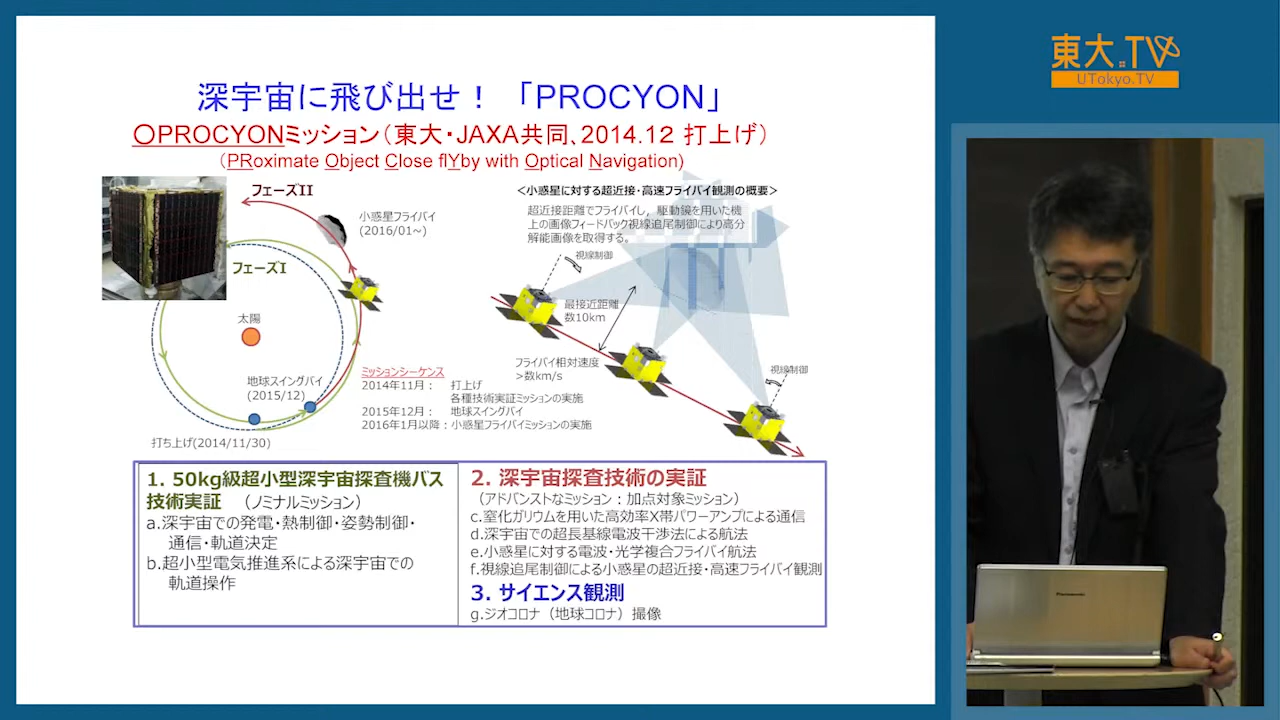 深宇宙に飛び出せ！ 「PROCYON」
〇PROCYONミッション（東大・JAXA共同、2014.12 打上げ）
（PRoximate Object Close flYby with Optical Navigation)
フェーズII
小惑星フライバイ
(2016/01~)
フェーズI
太陽
地球スイングバイ
(2015/12)
打ち上げ(2014/11/30)
ミッションシーケンス
2014年11月： 打上げ
各種技術実証ミッションの実施
2015年12月： 地球スイングバイ
2016年1月以降：小惑星フライバイミッションの実施
＜小惑星に対する超近接・高速フライバイ観測の概要＞
超近接距離でフライバイし，駆動鏡を用いた機
上の画像フィードバック視線追尾制御により高分
解能画像を取得する。
視線制御
最接近距離
数10km
フライバイ相対速度
>数km/s
視線制御
1. 50kg級超小型深宇宙探査機バス
技術実証 （ノミナルミッション）
a.深宇宙での発電・熱制御・姿勢制御・
通信・軌道決定
b.超小型電気推進系による深宇宙での
軌道操作
2. 深宇宙探査技術の実証
（アドバンストなミッション：加点対象ミッション）
c.窒化ガリウムを用いた高効率X帯パワーアンプによる通信
d.深宇宙での超長基線電波干渉法による航法
e.小惑星に対する電波・光学複合フライバイ航法
f.視線追尾制御による小惑星の超近接・高速フライバイ観測
3. サイエンス観測
g.ジオコロナ（地球コロナ）撮像
東大.TV
UTokyo.TV
Panasonic